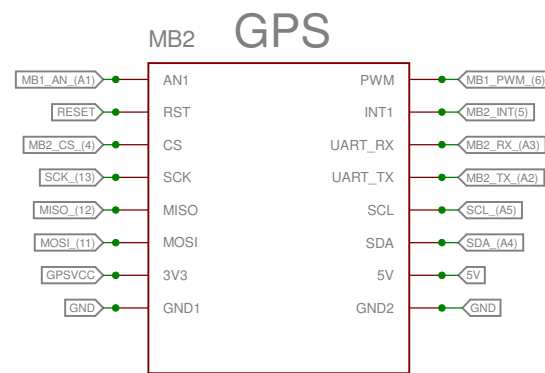 MB2 GPS
MB1_AN_(A1) AN1 PWM MB1_PWM_(6)
RESET RST INT1 MB2_INT(5)
MB2_CS_(4) CS UART_RX MB2_RX_(A3)
SCK_(13) SCK UART_TX MB2_TX_(A2)
MISO_(12) MISO SCL SCL_(A5)
MOSI_(11) MOSI SDA SDA_(A4)
GPSVCC 3V3 5V 5V
GND GND1 GND2 GND